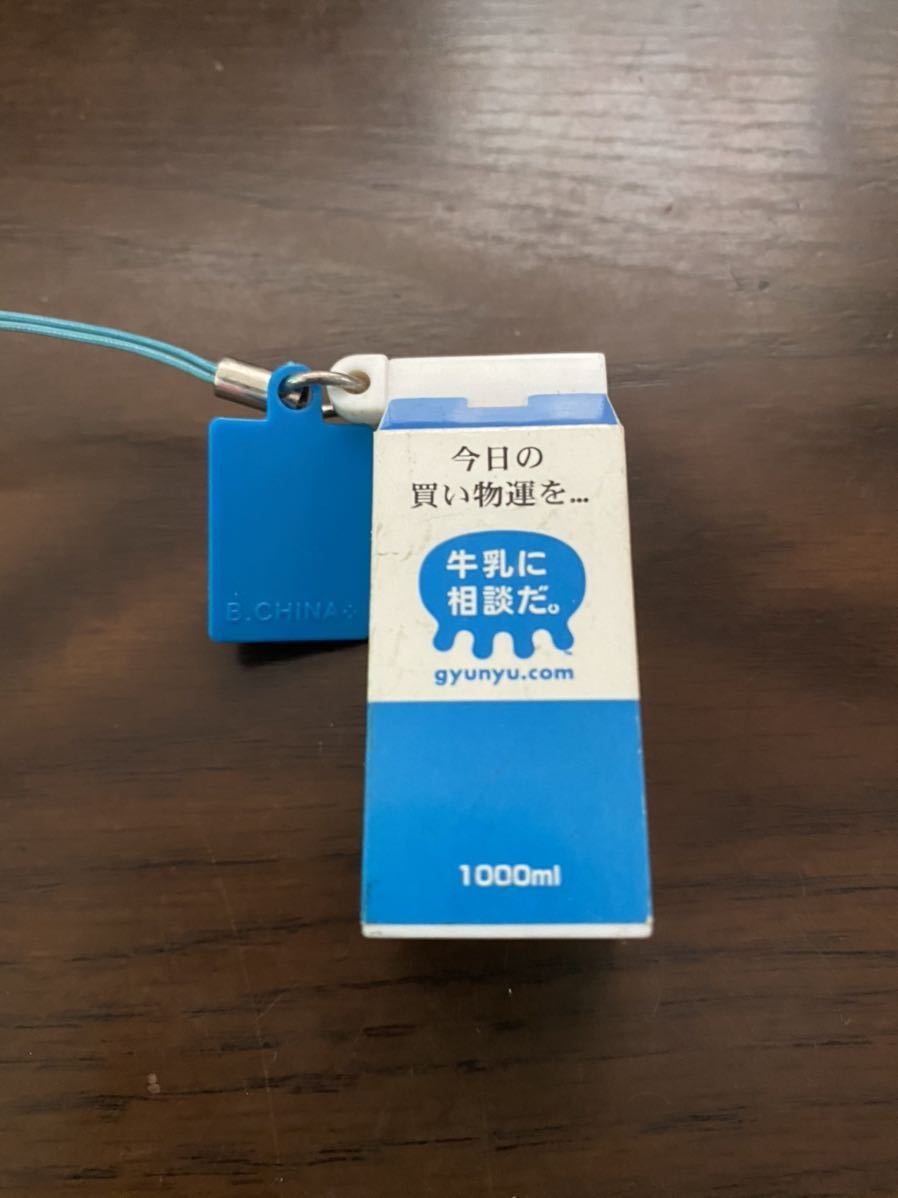 今日の
買い物運を...
牛乳に
相談だ。
gyunyu.com
1000ml
B.CHINA